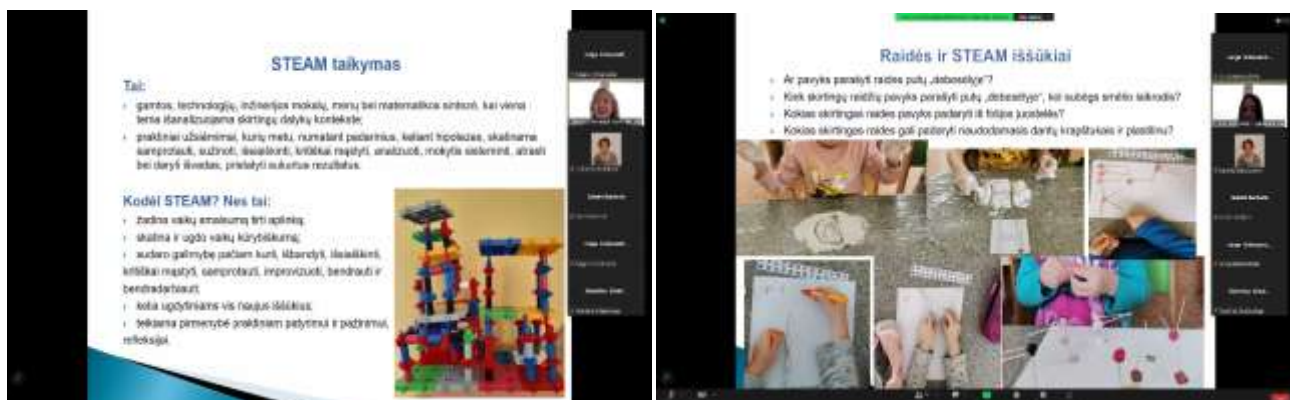 STEAM taikymas
Tai:
gamtos, technologijų, inžinerijos mokslų, menų bei matematikos sintezė, kai viena
tema išanalizuojama skirtingų dalykų kontekste;
praktiniai užsiėmimai, kurių metu, numatant padarinius, keliant hipotezes, skatinama
samprotauti, sužinoti, išsiaiškinti, kritiškai mąstyti, analizuoti, mokytis sisteminti, atrasti
bei daryti išvadas, pristatyti sukurtus rezultatus.
Kodėl STEAM? Nes tai:
žadina vaikų smalsumą tirti aplinką;
skatina ir ugdo vaikų kūrybiškumą;
sudaro galimybę pačiam kurti, išbandyti, išsiaiškinti,
kritiškai mąstyti, samprotauti, improvizuoti, bendrauti ir
bendradarbiauti;
kelia ugdytiniams vis naujus iššūkius;
teikiama pirmenybė praktiniam patyrimui ir pažinimui,
refleksijai.
Raidės ir STEAM iššūkiai
Ar pavyks parašyti raides putų „debesėlyje“?
Kiek skirtingų raidžių pavyks parašyti putų „debesėlyje“, kol subėga smėlio laikrodis?
Kokias skirtingas raides pavyks padaryti iš folijos juostelės?
Kokias skirtingas raides gali padaryti naudodamasis dantų krapštukais ir plastilinu?